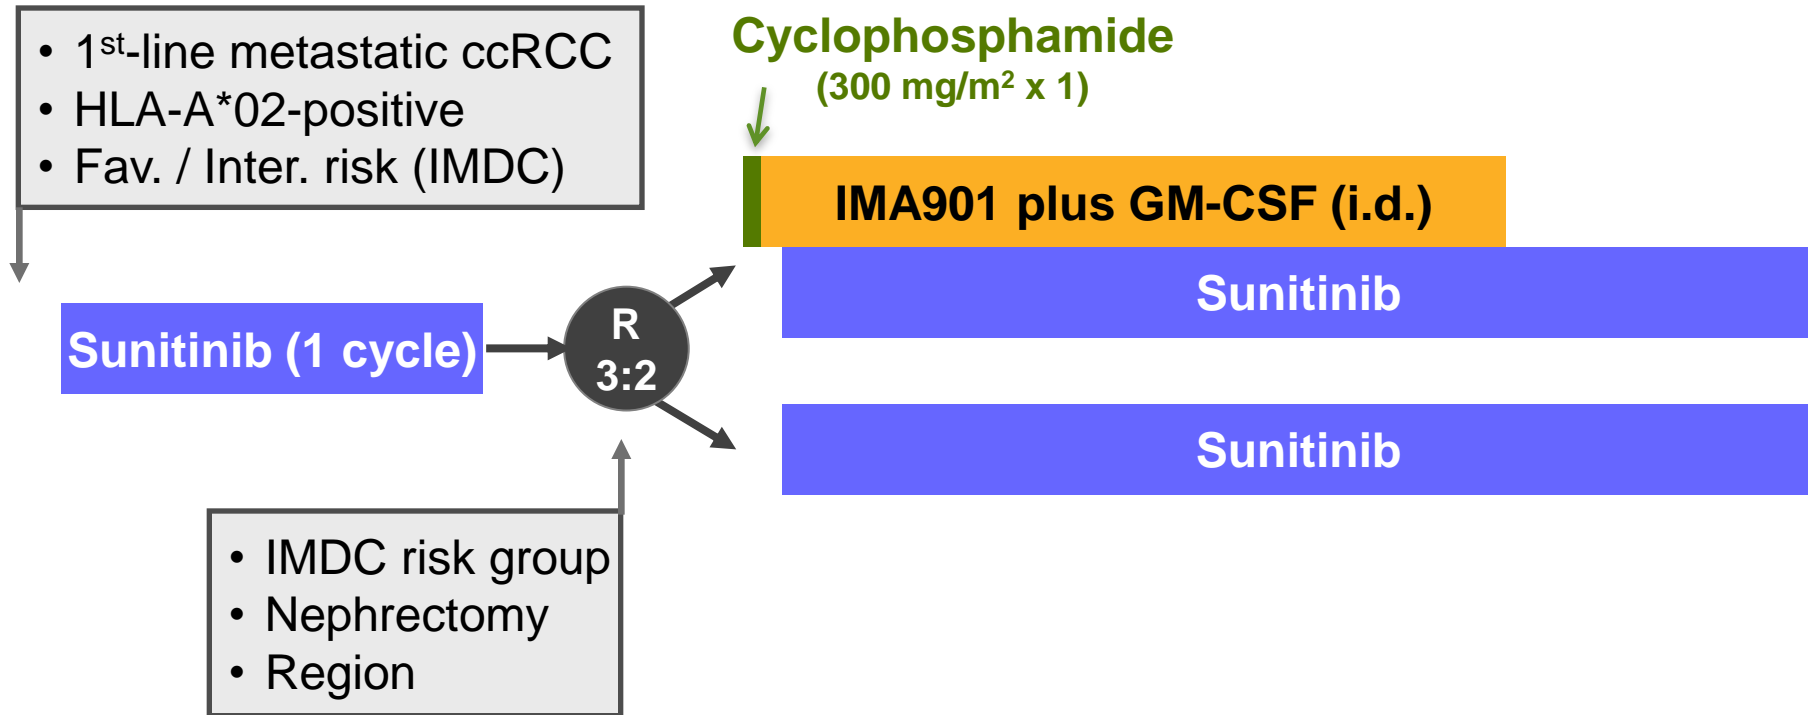 • 1st-line metastatic ccRCC
• HLA-A*02-positive
• Fav. / Inter. risk (IMDC)
Cyclophosphamide
(300 mg/m2 x 1)
IMA901 plus GM-CSF (i.d.)
Sunitinib
Sunitinib (1 cycle)
R
3:2
Sunitinib
• IMDC risk group
• Nephrectomy
• Region